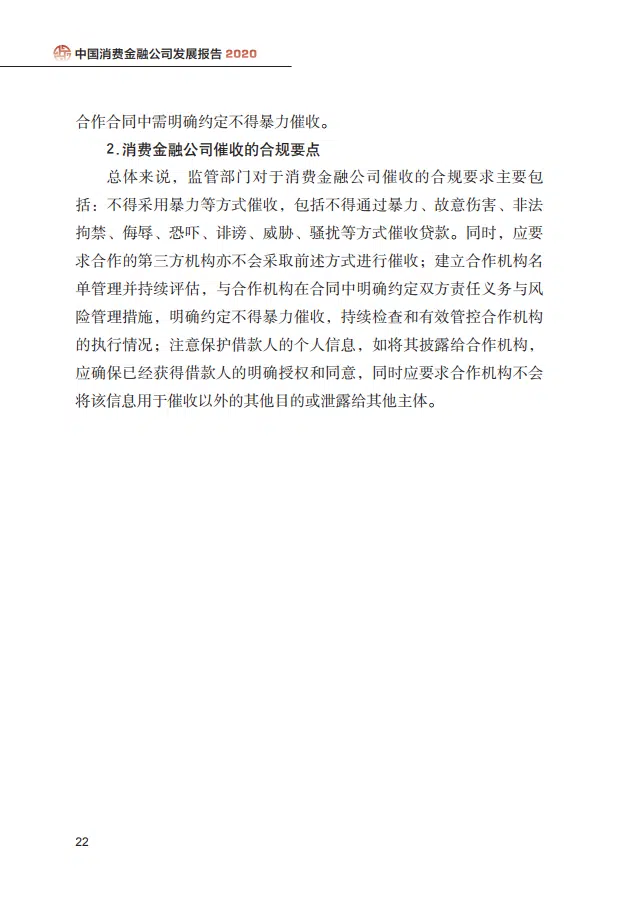 中国消费金融公司发展报告 2020
合作合同中需明确约定不得暴力催收。
2.消费金融公司催收的合规要点
总体来说，监管部门对于消费金融公司催收的合规要求主要包
括：不得采用暴力等方式催收，包括不得通过暴力、故意伤害、非法
拘禁、侮辱、恐吓、诽谤、威胁、骚扰等方式催收贷款。同时，应要
求合作的第三方机构亦不会采取前述方式进行催收；建立合作机构名
单管理并持续评估，与合作机构在合同中明确约定双方责任义务与风
险管理措施，明确约定不得暴力催收，持续检查和有效管控合作机构
的执行情况；注意保护借款人的个人信息，如将其披露给合作机构，
应确保已经获得借款人的明确授权和同意，同时应要求合作机构不会
将该信息用于催收以外的其他目的或泄露给其他主体。
22